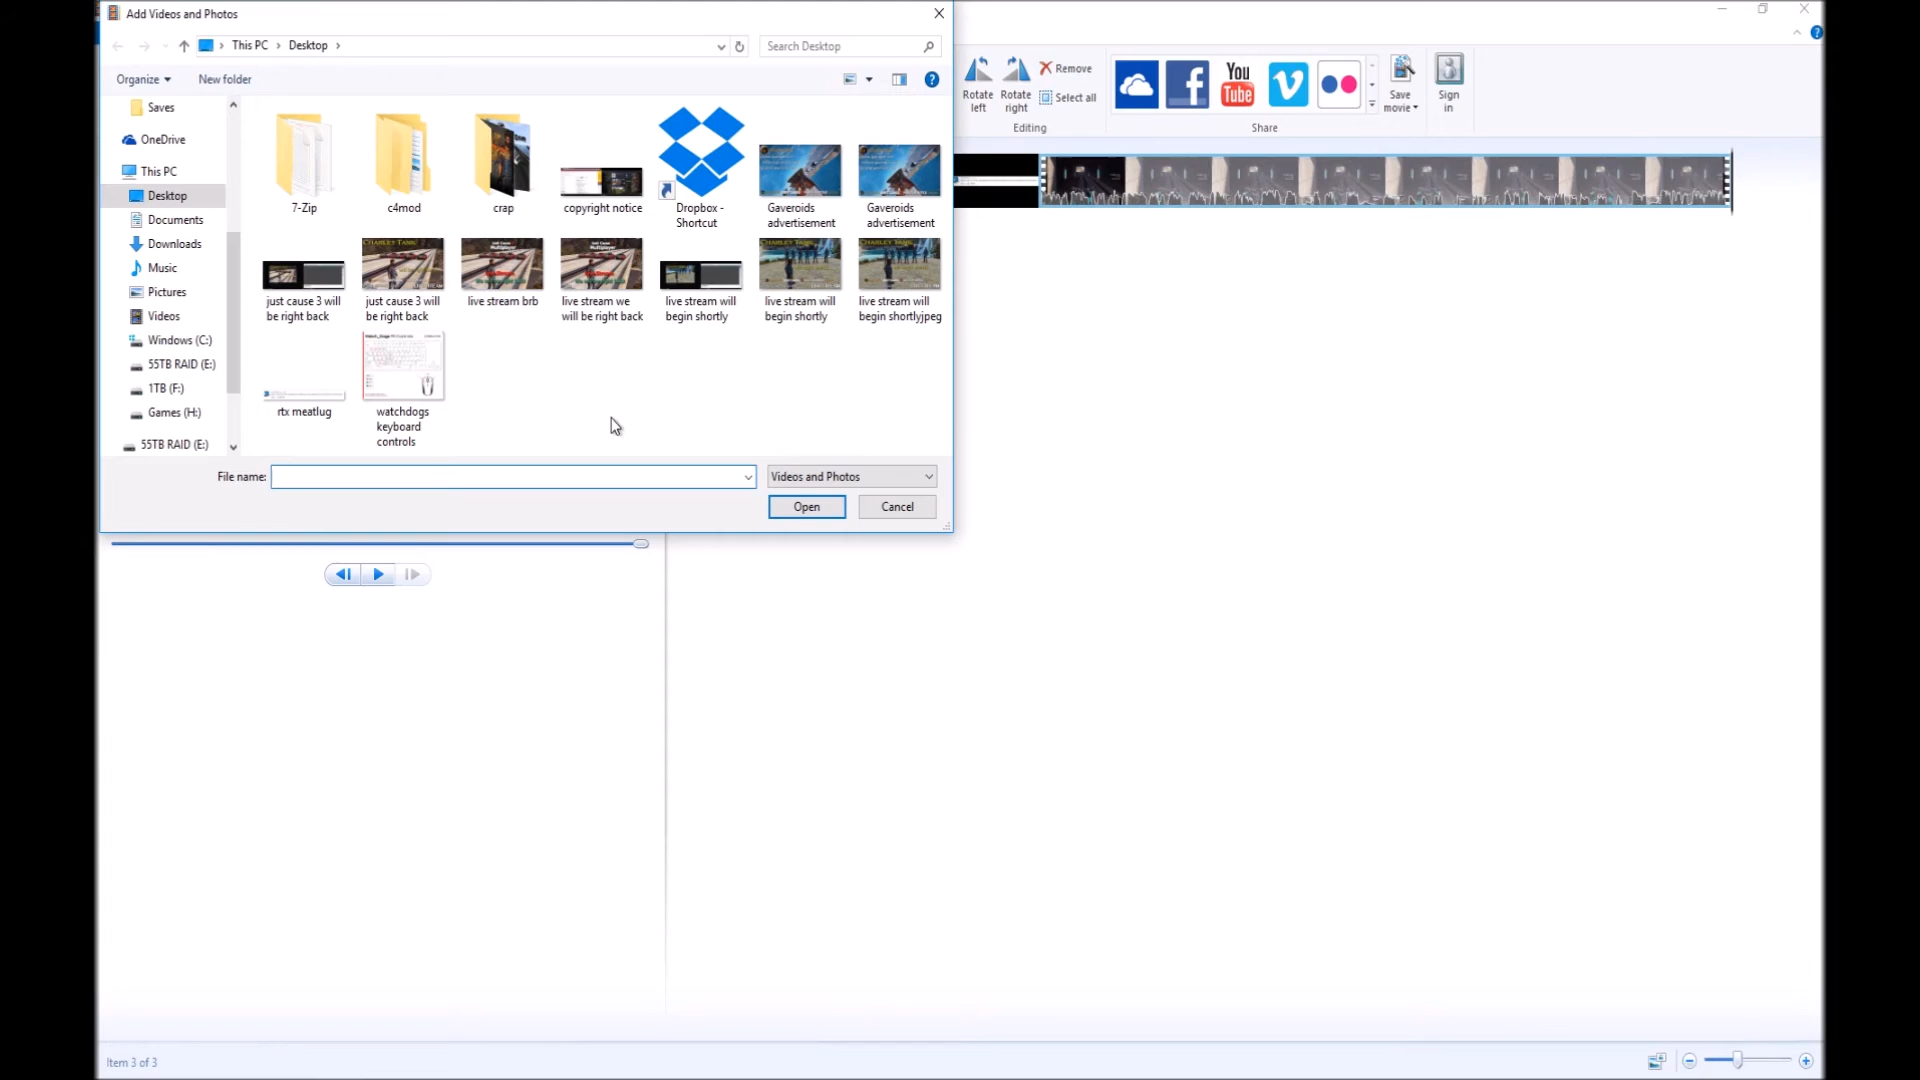 Add Videos and Photos
This PC Desktop
Search Desktop
Organize New folder
Saves
OneDrive
This PC
Desktop
Documents
Downloads
Music
Pictures
Videos
Windows (C:)
55TB RAID (E:)
1TB (F:)
Games (H:)
55TB RAID (E:)
7-Zip
c4mod
crap
copyright notice
Dropbox -
Shortcut
Gaveroids
advertisement
Gaveroids
advertisement
just cause 3 will
be right back
just cause 3 will
be right back
live stream brb
live stream we
will be right back
live stream will
begin shortly
live stream will
begin shortly
live stream will
begin shortlyjpeg
rtx meatlug
watchdogs
keyboard
controls
File name:
Videos and Photos
Open Cancel
Rotate
left
Rotate
right
Remove
Select all
Editing
You
Tube
Share
Save
movie
Sign
in
Item 3 of 3